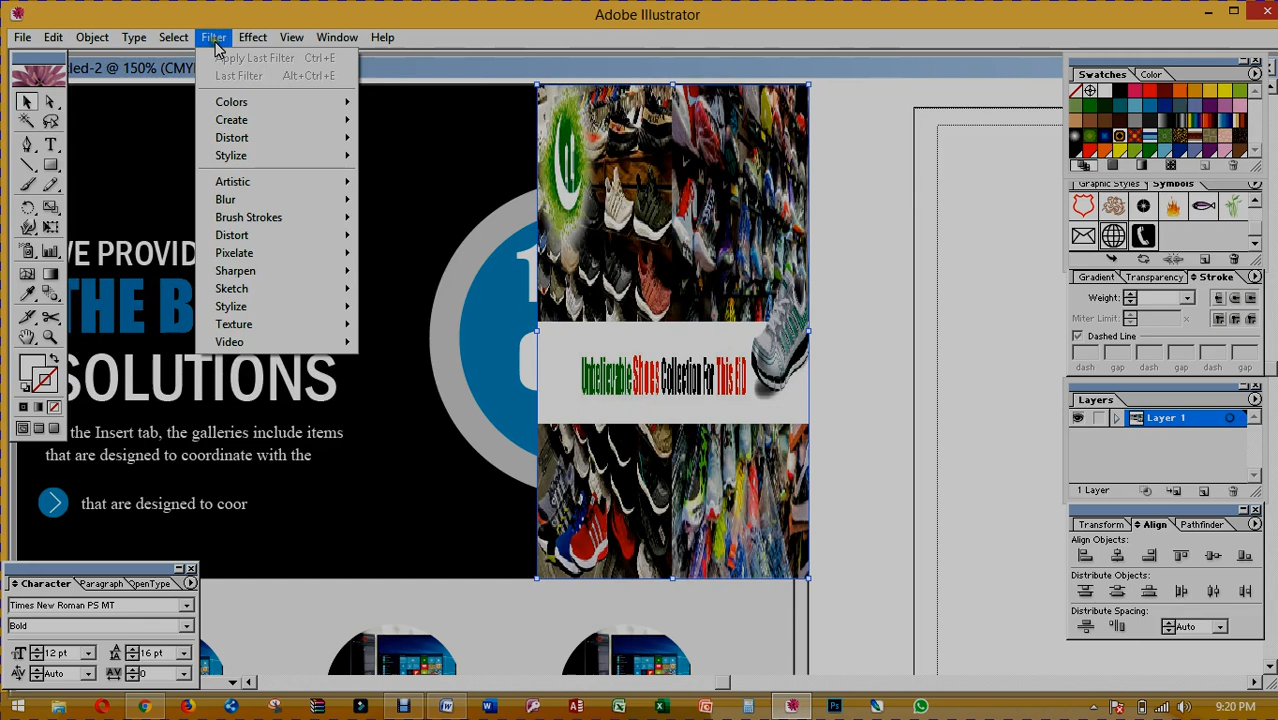 Adobe Illustrator
File Edit Object Type Select Filter Effect View Window Help
Apply Last Filter Ctrl+E
Last Filter Alt+Ctrl+E
Colors
Create
Distort
Stylize
Artistic
Blur
Brush Strokes
Distort
Pixelate
Sharpen
Sketch
Stylize
Texture
Video
tled-2 @ 150% (CMY
VE PROVID
THE B
SOLUTIONS
the Insert tab, the galleries include items
that are designed to coordinate with the
that are designed to coor
1
Unbelievable Shoes Collection For This EID
Swatches Color
Graphic Styles Symbols
Gradient Transparency Stroke
Weight:
Miter Limit:
Dashed Line
dash gap dash gap dash gap
Layers
Layer 1
1 Layer
Transform Align Pathfinder
Align Objects:
Distribute Objects:
Distribute Spacing:
Auto
Character Paragraph OpenType
Times New Roman PS MT
Bold
12 pt 16 pt
Auto 0
9:20 PM